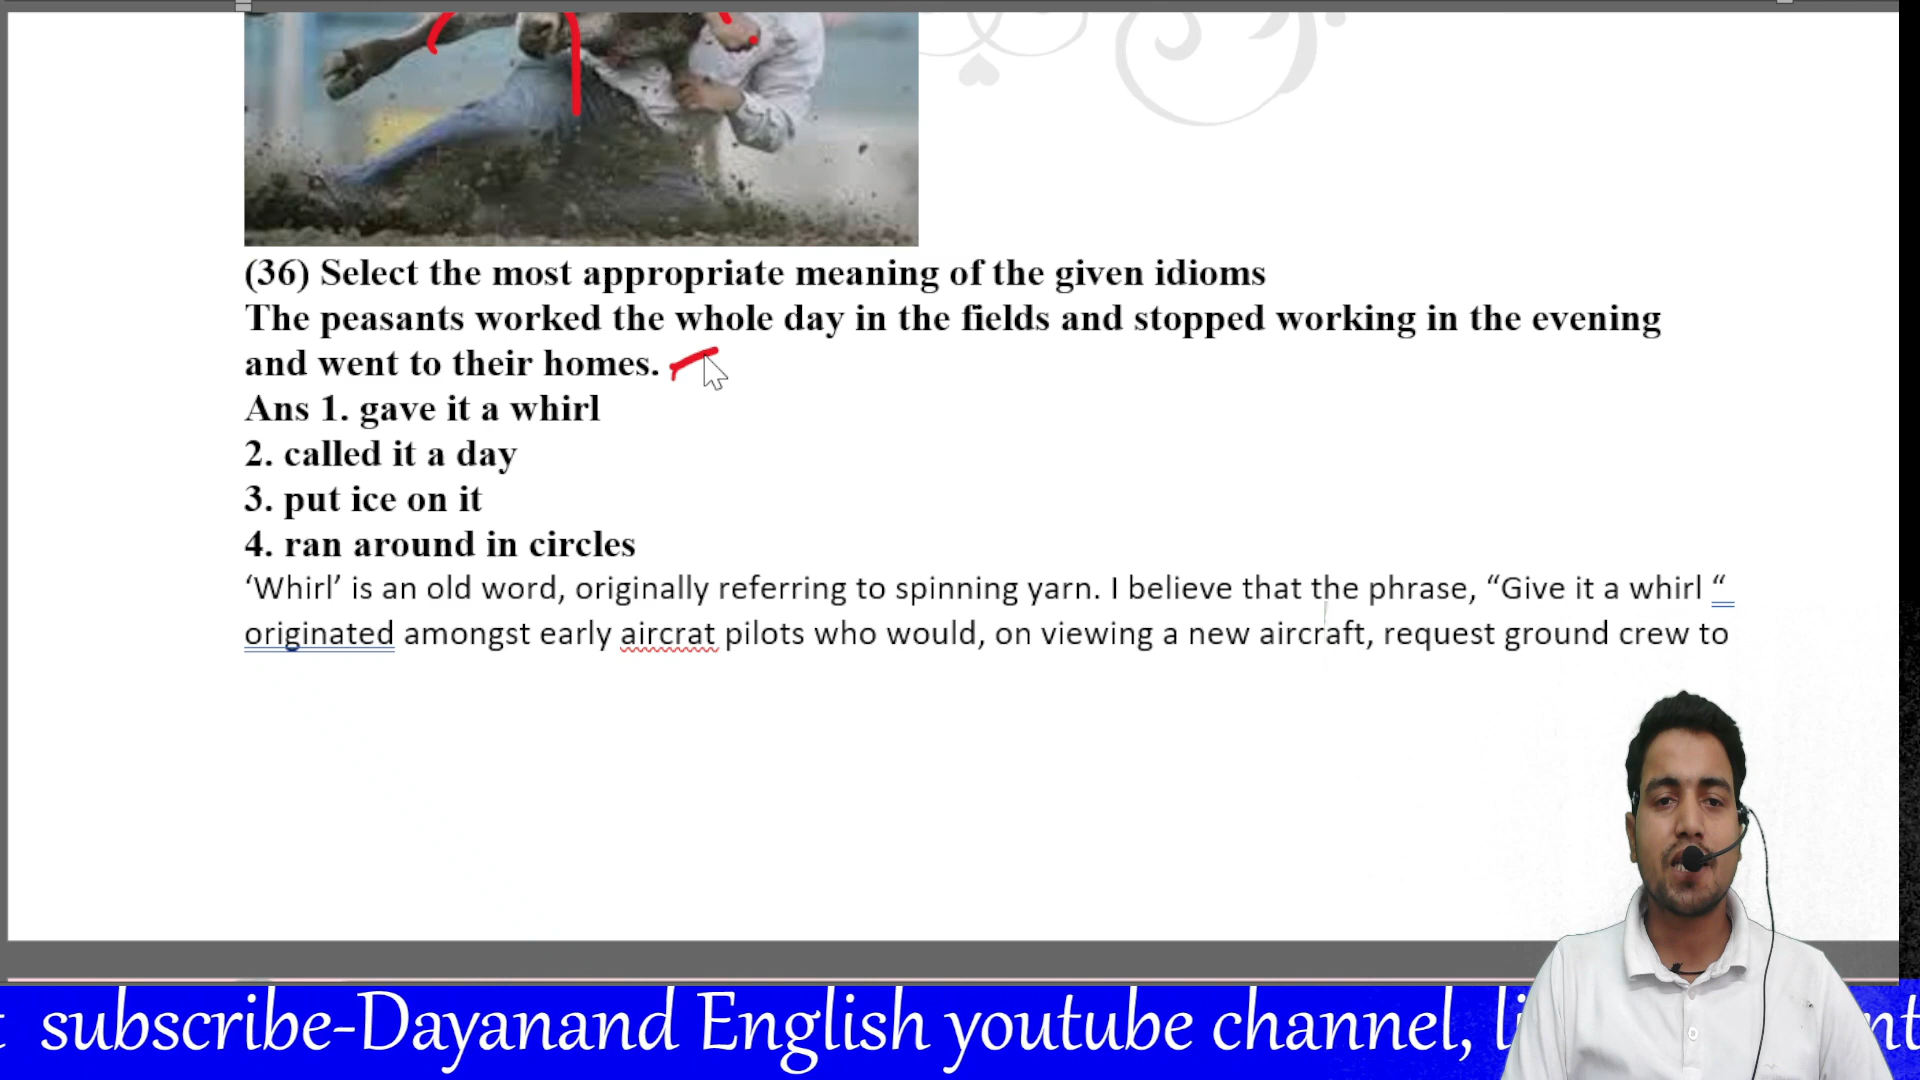 (36) Select the most appropriate meaning of the given idioms
The peasants worked the whole day in the fields and stopped working in the evening
and went to their homes.
Ans 1. gave it a whirl
2. called it a day
3. put ice on it
4. ran around in circles
‘Whirl’ is an old word, originally referring to spinning yarn. I believe that the phrase, “Give it a whirl “
originated amongst early aircrat pilots who would, on viewing a new aircraft, request ground crew to
subscribe-Dayanand English youtube channel,